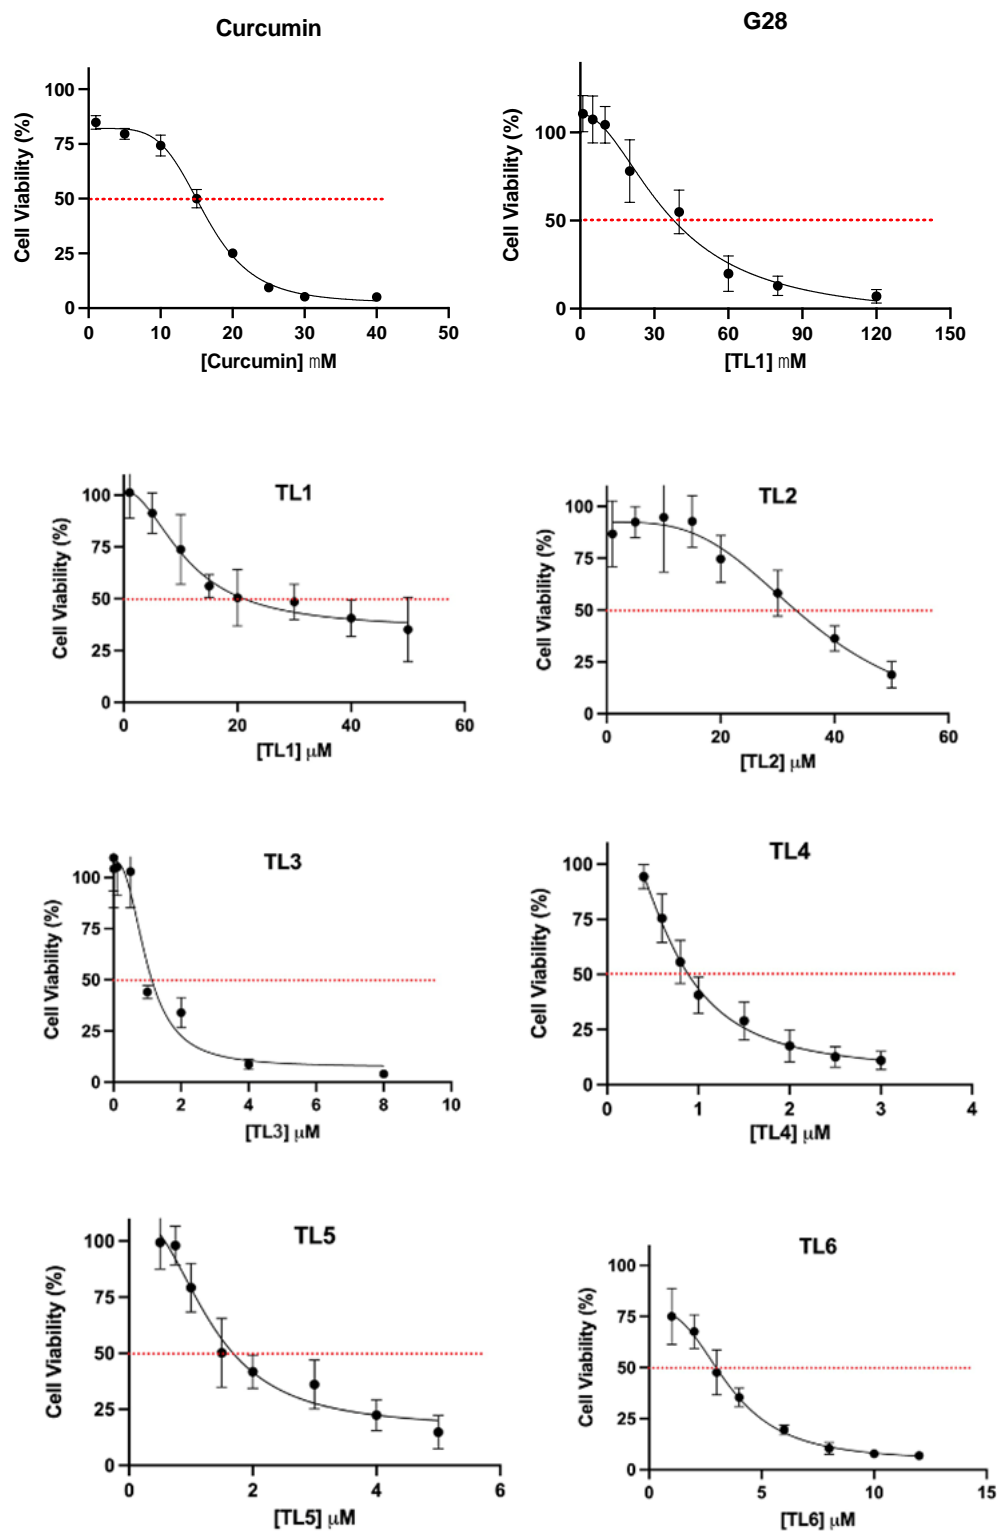 Curcumin
Cell Viability (%)
100
75
50
25
0
0 10 20 30 40 50
[Curcumin] mM
G28
Cell Viability (%)
100
50
0
0 30 60 90 120 150
[TL1] mM
TL1
Cell Viability (%)
100
75
50
25
0
0 20 40 60
[TL1] μM
TL2
Cell Viability (%)
100
75
50
25
0
0 20 40 60
[TL2] μM
TL3
Cell Viability (%)
100
75
50
25
0
0 2 4 6 8 10
[TL3] μM
TL4
Cell Viability (%)
100
75
50
25
0
0 1 2 3 4
[TL4] μM
TL5
Cell Viability (%)
100
75
50
25
0
0 2 4 6
[TL5] μM
TL6
Cell Viability (%)
100
75
50
25
0
0 5 10 15
[TL6] μM